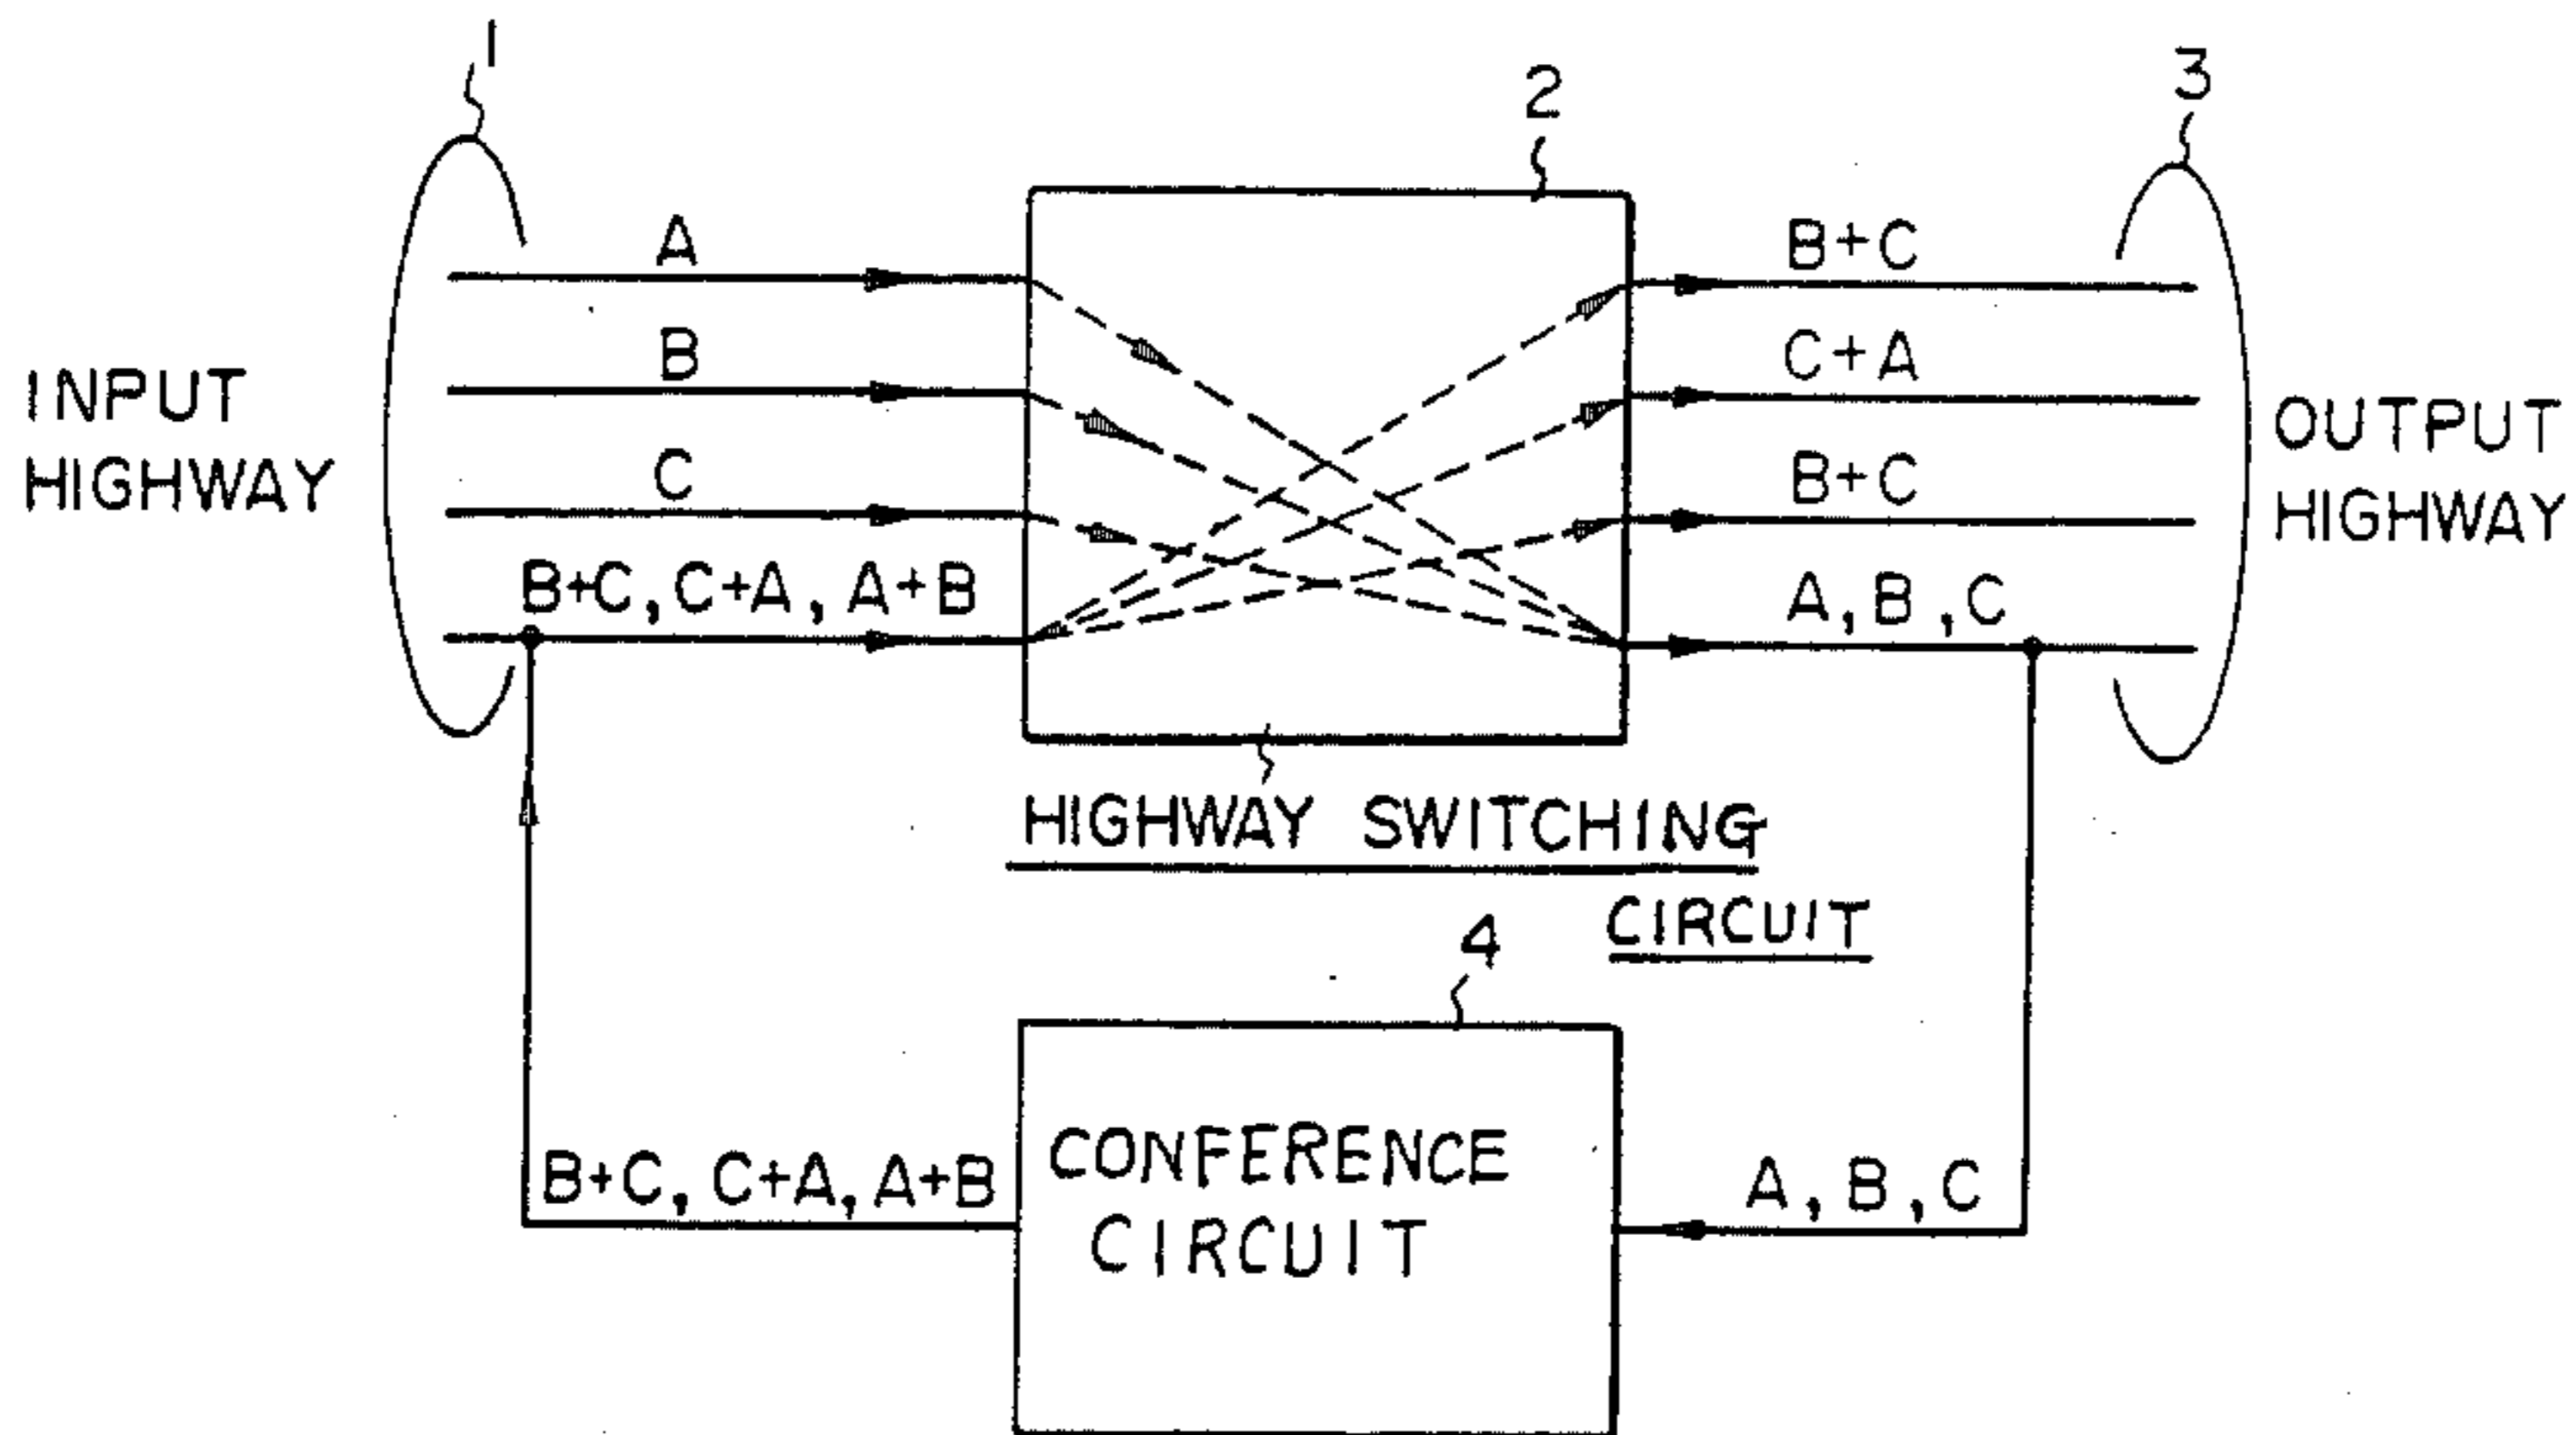 1
2
3
A
B
C
B+C, C+A, A+B
INPUT
HIGHWAY
B+C
C+A
B+C
A, B, C
OUTPUT
HIGHWAY
HIGHWAY SWITCHING
CIRCUIT
4
CONFERENCE
CIRCUIT
B+C, C+A, A+B
A, B, C